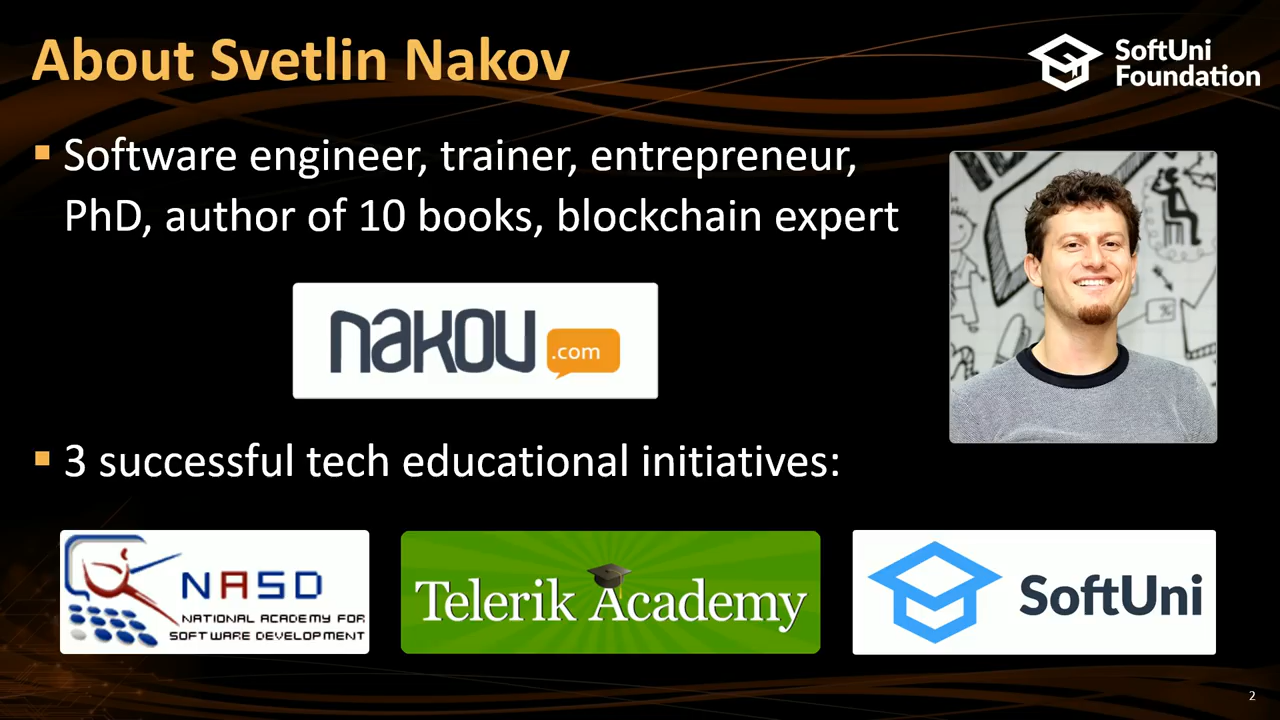 About Svetlin Nakov
SoftUni
Foundation
Software engineer, trainer, entrepreneur,
PhD, author of 10 books, blockchain expert
nakov
.com
3 successful tech educational initiatives:
NASD
NATIONAL ACADEMY FOR
SOFTWARE DEVELOPMENT
Telerik Academy
SoftUni
2